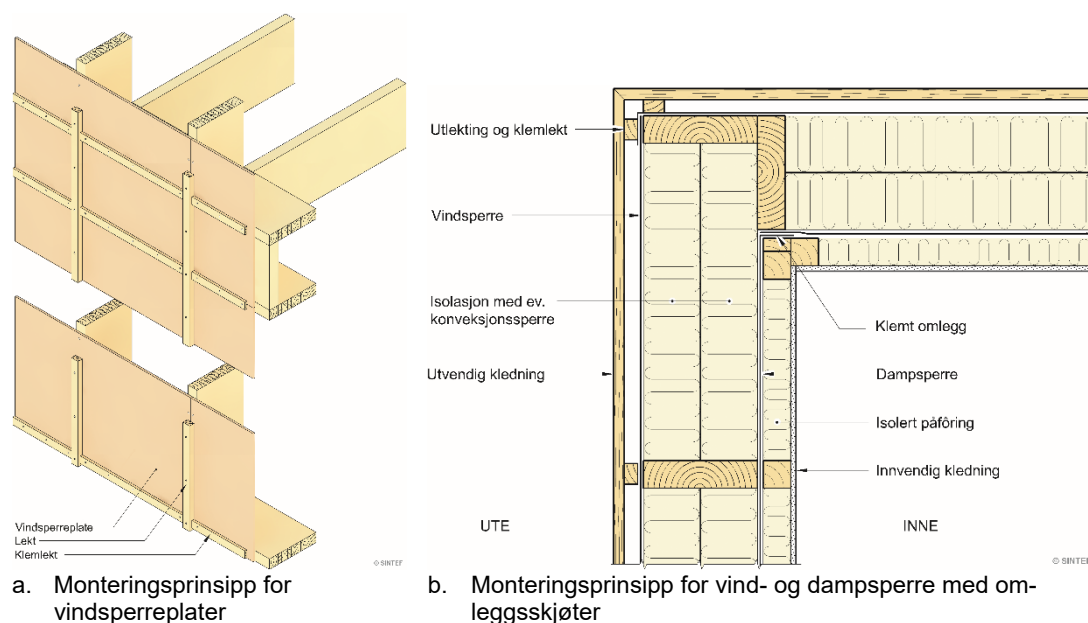 Vindsperreplate
Lekt
Klemlekt
© SINTEF
a. Monteringsprinsipp for
vindsperreplater
Utlekting og klemlekt
Vindsperre
Isolasjon med ev.
konveksjonssperre
Utvendig kledning
UTE
Klemt omlegg
Dampsperre
Isolert påfôring
Innvendig kledning
INNE
© SINTEF
b. Monteringsprinsipp for vind- og dampsperre med om-
leggsskjøter